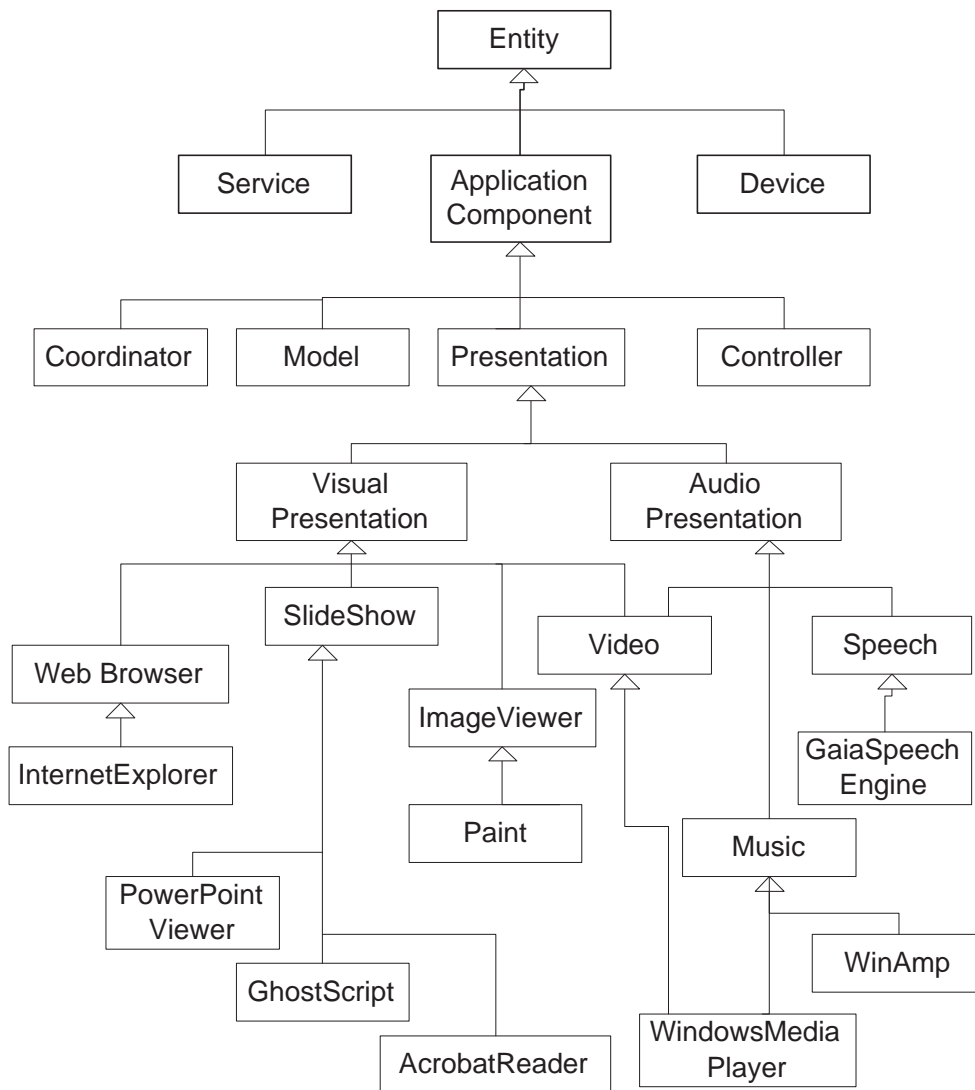 Entity
Service
Application
Component
Device
Coordinator
Model
Presentation
Controller
Visual
Presentation
Audio
Presentation
SlideShow
Web Browser
Video
Speech
ImageViewer
InternetExplorer
GaiaSpeech
Engine
Paint
Music
PowerPoint
Viewer
WinAmp
GhostScript
WindowsMedia
Player
AcrobatReader